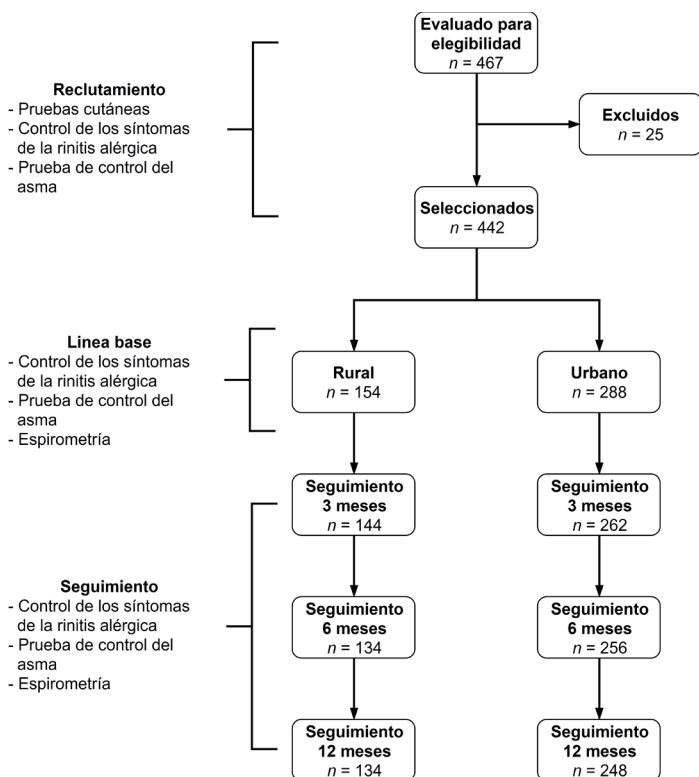 Evaluado para
elegibilidad
n = 467
Reclutamiento
- Pruebas cutáneas
- Control de los síntomas
de la rinitis alérgica
- Prueba de control del
asma
Excluidos
n = 25
Seleccionados
n = 442
Linea base
- Control de los síntomas
de la rinitis alérgica
- Prueba de control del
asma
- Espirometría
Rural
n = 154
Urbano
n = 288
Seguimiento
3 meses
n = 144
Seguimiento
3 meses
n = 262
Seguimiento
- Control de los síntomas
de la rinitis alérgica
- Prueba de control del
asma
- Espirometría
Seguimiento
6 meses
n = 134
Seguimiento
6 meses
n = 256
Seguimiento
12 meses
n = 134
Seguimiento
12 meses
n = 248